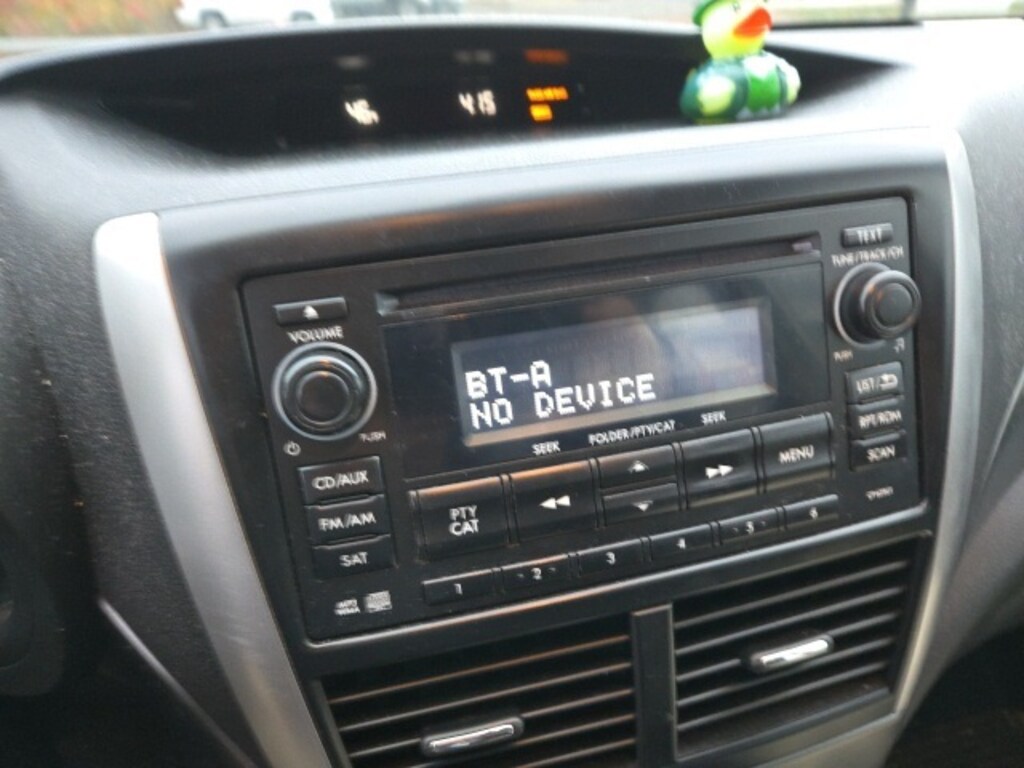 4:15
TEXT
TUNE/TRACK/CH
VOLUME
PUSH
PUSH
BT-A
NO DEVICE
LIST/
RPT/RDM
SCAN
SEEK
FOLDER/PTY/CAT
SEEK
CD/AUX
FM/AM
SAT
PTY
CAT
MENU
1
2
3
4
5
6